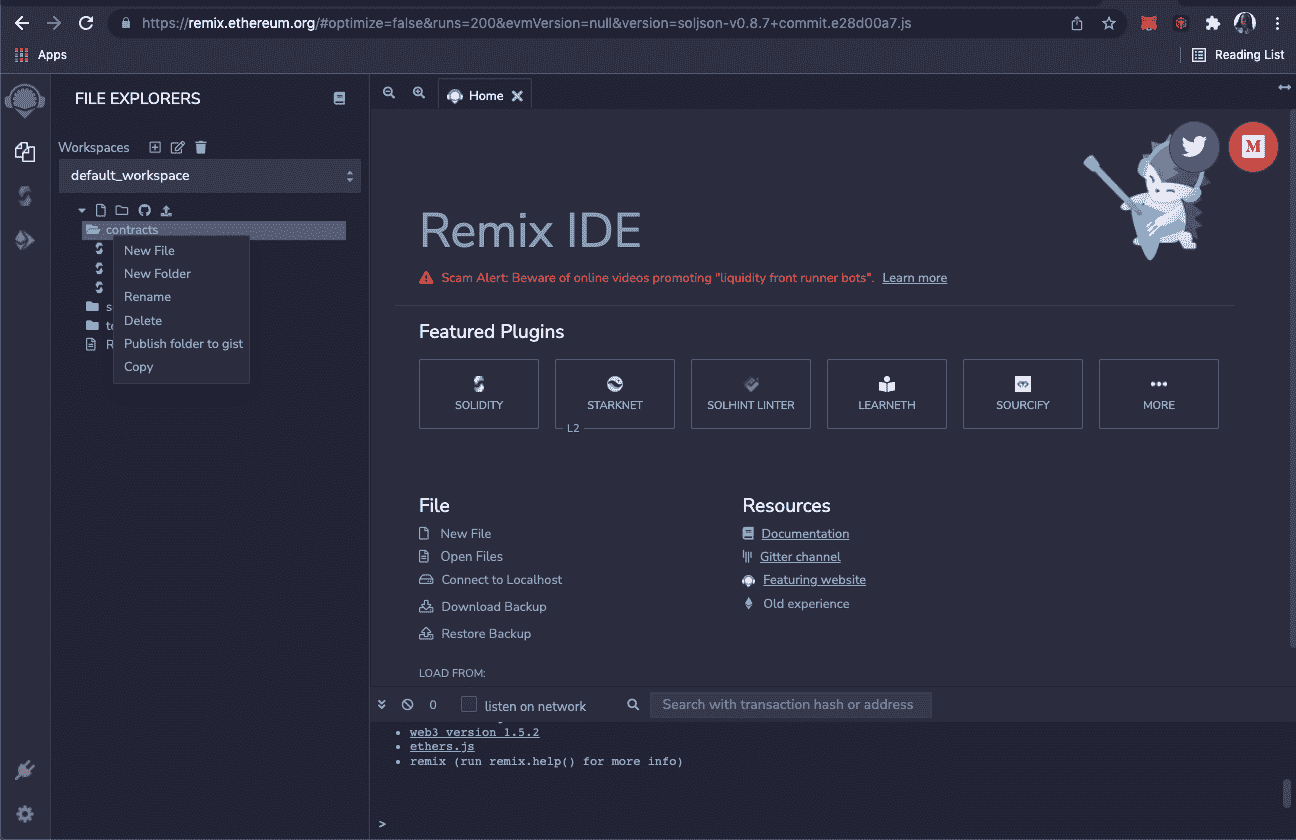 https://remix.ethereum.org/#optimize=false&runs=200&evmVersion=null&version=soljson-v0.8.7+commit.e28d00a7.js
Apps
Reading List
FILE EXPLORERS
Home
Workspaces
default_workspace
contracts
New File
New Folder
Rename
Delete
Publish folder to gist
Copy
s
te
R
M
Remix IDE
Scam Alert: Beware of online videos promoting "liquidity front runner bots". Learn more
Featured Plugins
SOLIDITY
STARKNET
L2
SOLHINT LINTER
LEARNETH
SOURCIFY
MORE
File
New File
Open Files
Connect to Localhost
Download Backup
Restore Backup
LOAD FROM:
Resources
Documentation
Gitter channel
Featuring website
Old experience
0
listen on network
Search with transaction hash or address
• web3 version 1.5.2
• ethers.js
• remix (run remix.help() for more info)
>